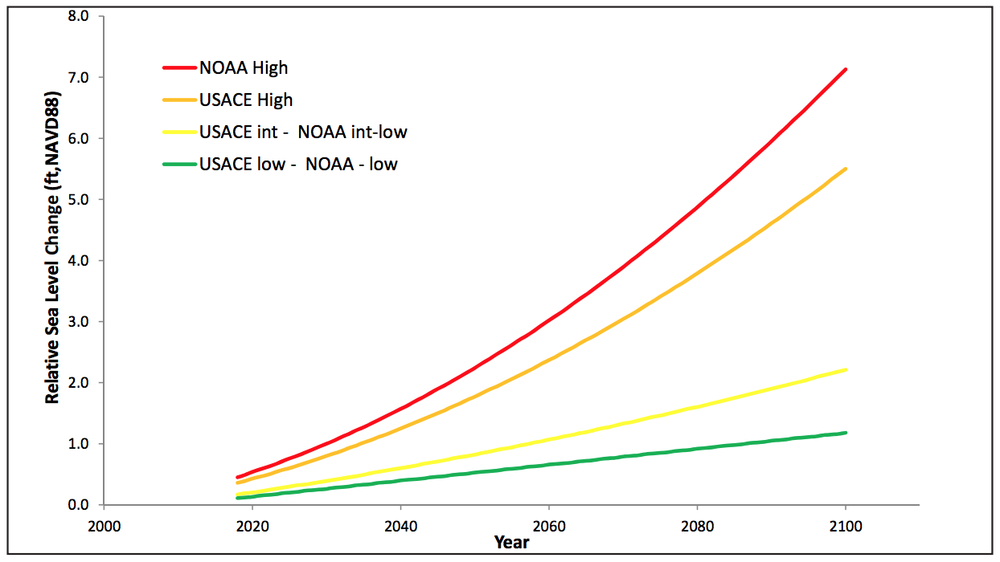 8.0
7.0
6.0
5.0
4.0
3.0
2.0
1.0
0.0
Relative Sea Level Change (ft,NAVD88)
NOAA High
USACE High
USACE int -  NOAA int-low
USACE low -  NOAA - low
2000
2020
2040
2060
2080
2100
Year